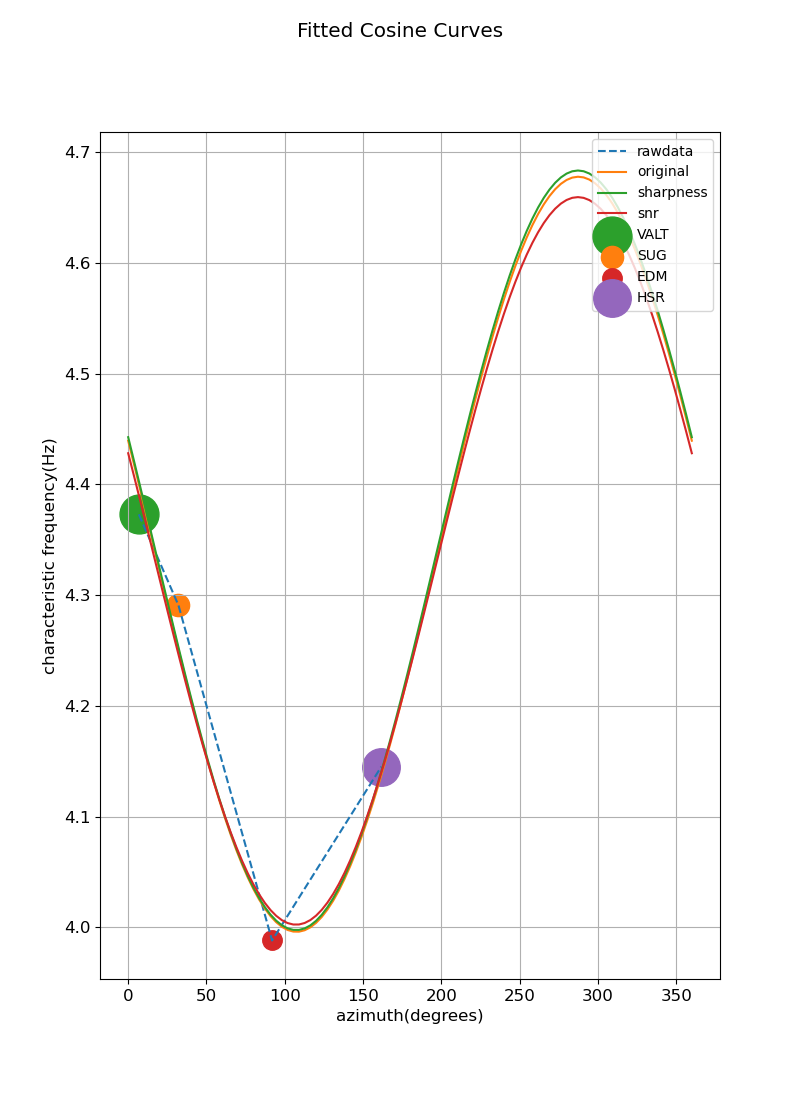 Fitted Cosine Curves
4.7
4.6
4.5
4.4
4.3
4.2
4.1
4.0
characteristic frequency(Hz)
rawdata
original
sharpness
snr
VALT
SUG
EDM
HSR
0 50 100 150 200 250 300 350
azimuth(degrees)